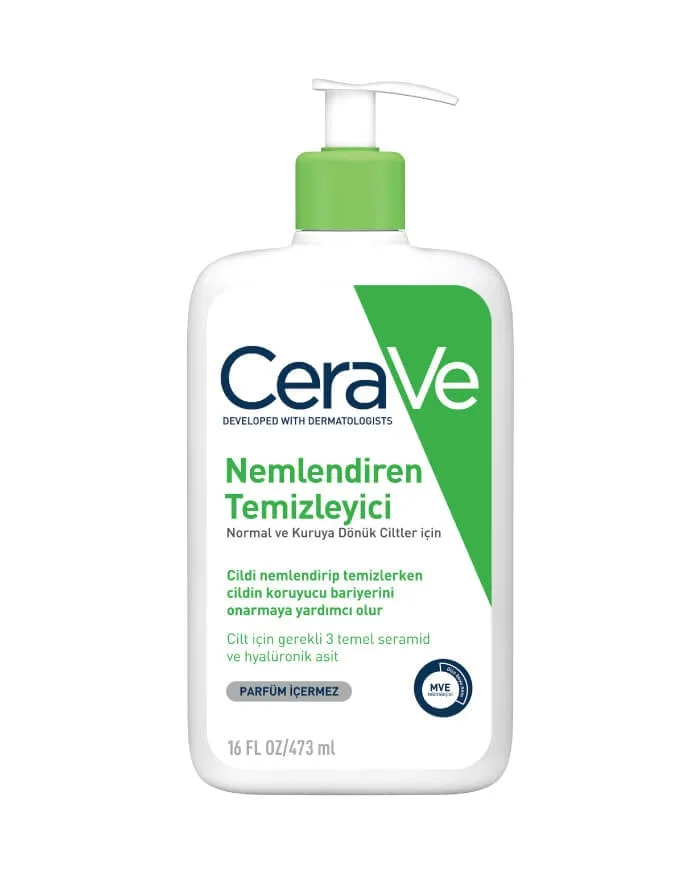 CeraVe
DEVELOPED WITH DERMATOLOGISTS
Nemlendiren
Temizleyici
Normal ve Kuruya Dönük Ciltler için
Cildi nemlendirip temizlerken
cildin koruyucu bariyerini
onarmaya yardımcı olur
Cilt için gerekli 3 temel seramid
ve hyalüronik asit
PARFÜM İÇERMEZ
MVE
teknolojisi
16 FL OZ/473 ml